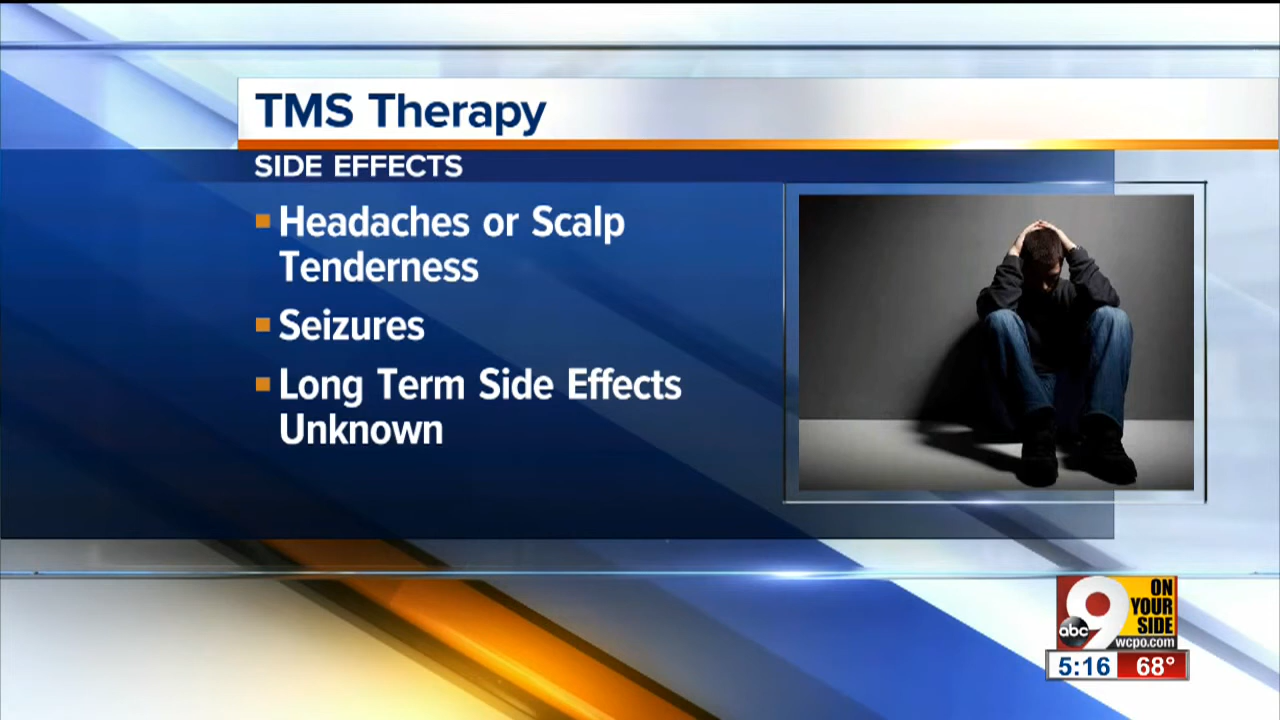 TMS Therapy
SIDE EFFECTS
Headaches or Scalp
Tenderness
Seizures
Long Term Side Effects
Unknown
ON
YOUR
SIDE
abc 9
wcpo.com
5:16 68°